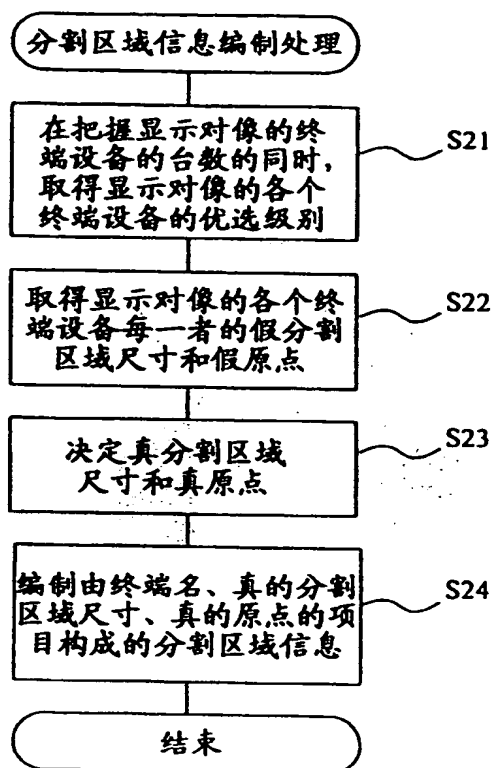 分割区域信息编制处理
在把握显示对像的终
端设备的台数的同时，
取得显示对像的各个
终端设备的优选级别
S21
取得显示对像的各个终
端设备每一者的假分割
区域尺寸和假原点
S22
决定真分割区域
尺寸和真原点
S23
编制由终端名、真的分割
区域尺寸、真的原点的项
目构成的分割区域信息
S24
结束